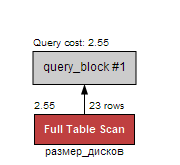 Query cost: 2.55
query_block #1
2.55 23 rows
Full Table Scan
размер_дисков